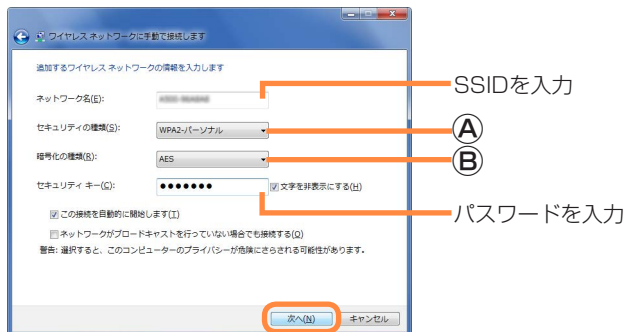 ワイヤレス ネットワークに手動で接続します
追加するワイヤレス ネットワークの情報を入力します
ネットワーク名(E):
SSIDを入力
セキュリティの種類(S): WPA2-パーソナル
Ⓐ
暗号化の種類(R): AES
Ⓑ
セキュリティ キー(C): ●●●●●●● 文字を非表示にする(H)
パスワードを入力
この接続を自動的に開始します(T)
ネットワークがブロードキャストを行っていない場合でも接続する(O)
警告: 選択すると、このコンピューターのプライバシーが危険にさらされる可能性があります。
次へ(N) キャンセル